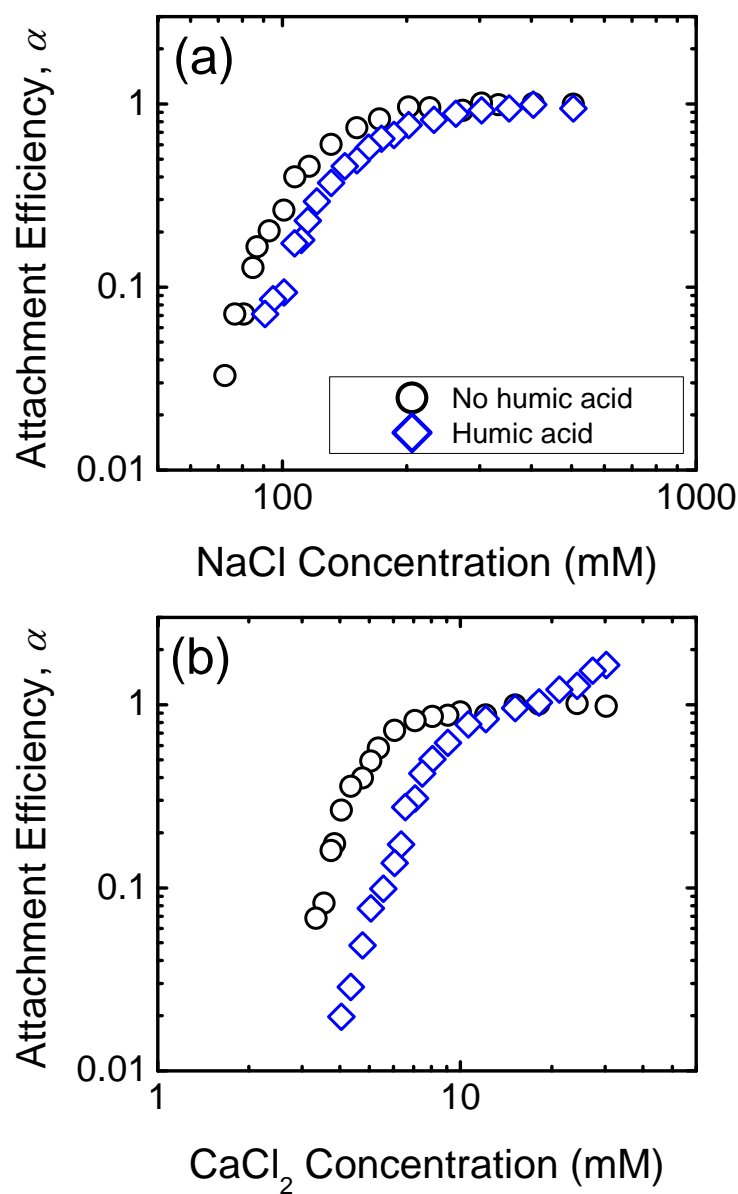 (a)
Attachment Efficiency, α
1
0.1
0.01
No humic acid
Humic acid
100
1000
NaCl Concentration (mM)
(b)
Attachment Efficiency, α
1
0.1
0.01
1
10
CaCl₂ Concentration (mM)